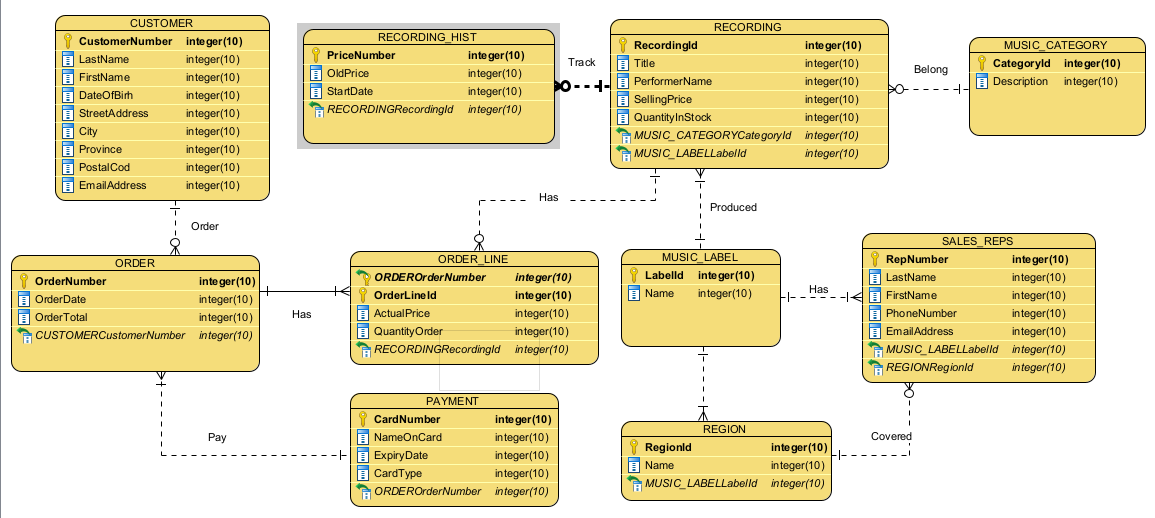 CUSTOMER
CustomerNumber integer(10)
LastName integer(10)
FirstName integer(10)
DateOfBirh integer(10)
StreetAddress integer(10)
City integer(10)
Province integer(10)
PostalCod integer(10)
EmailAddress integer(10)
RECORDING_HIST
PriceNumber integer(10)
OldPrice integer(10)
StartDate integer(10)
RECORDINGRecordingId integer(10)
Track
RECORDING
RecordingId integer(10)
Title integer(10)
PerformerName integer(10)
SellingPrice integer(10)
QuantityInStock integer(10)
MUSIC_CATEGORYCategoryId integer(10)
MUSIC_LABELLabelId integer(10)
Belong
MUSIC_CATEGORY
CategoryId integer(10)
Description integer(10)
Order
Has
Produced
ORDER
OrderNumber integer(10)
OrderDate integer(10)
OrderTotal integer(10)
CUSTOMERCustomerNumber integer(10)
Has
ORDER_LINE
ORDEROrderNumber integer(10)
OrderLineId integer(10)
ActualPrice integer(10)
QuantityOrder integer(10)
RECORDINGRecordingId integer(10)
MUSIC_LABEL
LabelId integer(10)
Name integer(10)
Has
SALES_REPS
RepNumber integer(10)
LastName integer(10)
FirstName integer(10)
PhoneNumber integer(10)
EmailAddress integer(10)
MUSIC_LABELLabelId integer(10)
REGIONRegionId integer(10)
Pay
PAYMENT
CardNumber integer(10)
NameOnCard integer(10)
ExpiryDate integer(10)
CardType integer(10)
ORDEROrderNumber integer(10)
REGION
RegionId integer(10)
Name integer(10)
MUSIC_LABELLabelId integer(10)
Covered